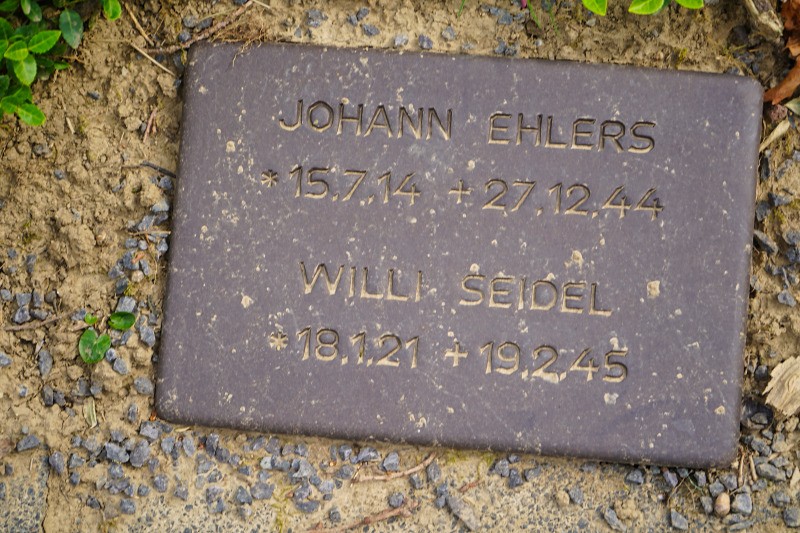 JOHANN EHLERS
*15.7.14 +27.12.44
WILLI SEIDEL
*18.1.21 +19.2.45